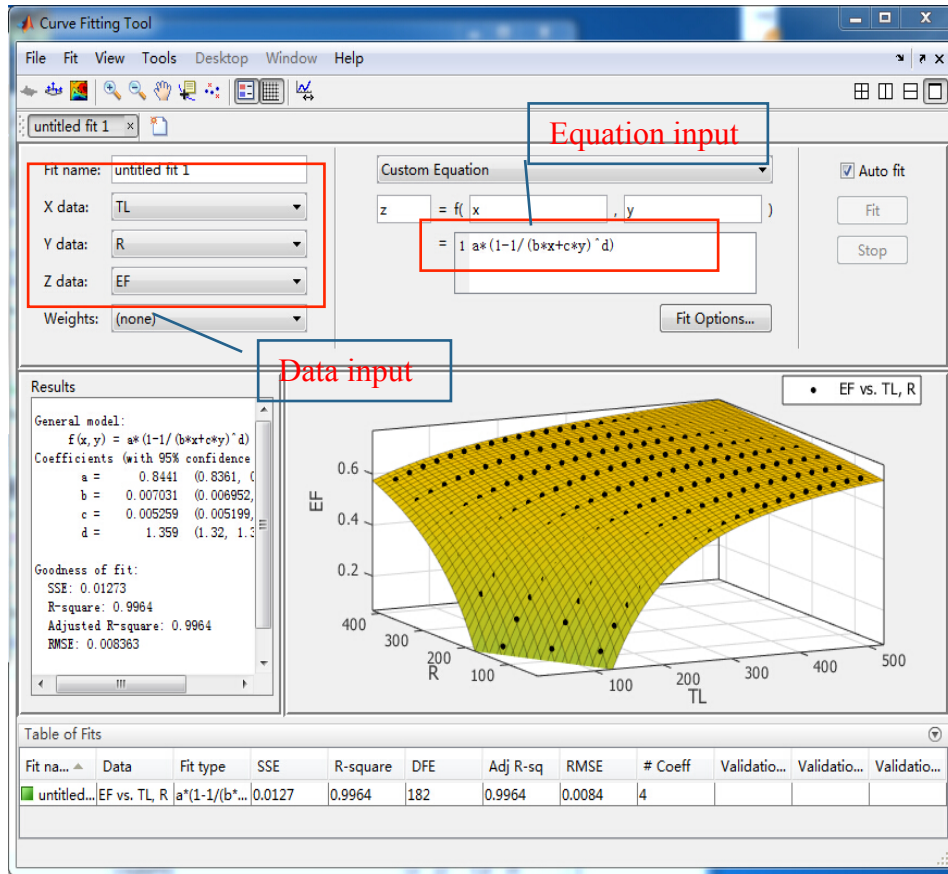 Curve Fitting Tool
File Fit View Tools Desktop Window Help
untitled fit 1
Equation input
Fit name: untitled fit 1
X data: TL
Y data: R
Z data: EF
Weights: (none)
Custom Equation
z = f( x , y )
= 1 a*(1-1/(b*x+c*y)^d)
Fit Options...
Auto fit
Fit
Stop
Data input
Results
General model:
f(x,y) = a*(1-1/(b*x+c*y)^d)
Coefficients (with 95% confidence
a = 0.8441 (0.8361, 0
b = 0.007031 (0.006952,
c = 0.005259 (0.005199,
d = 1.359 (1.32, 1.3
Goodness of fit:
SSE: 0.01273
R-square: 0.9964
Adjusted R-square: 0.9964
RMSE: 0.008363
EF vs. TL, R
EF
0.6
0.4
0.2
400
300
200
100
R
100
200
300
400
500
TL
Table of Fits
Fit na... Data Fit type SSE R-square DFE Adj R-sq RMSE # Coeff Validatio... Validatio... Validatio...
untitled... EF vs. TL, R a*(1-1/(b*... 0.0127 0.9964 182 0.9964 0.0084 4